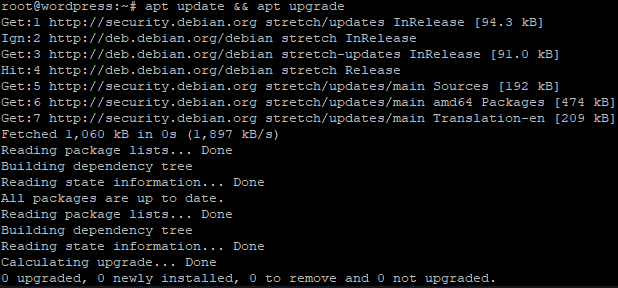 root@wordpress:~# apt update && apt upgrade
Get:1 http://security.debian.org stretch/updates InRelease [94.3 kB]
Ign:2 http://deb.debian.org/debian stretch InRelease
Get:3 http://deb.debian.org/debian stretch-updates InRelease [91.0 kB]
Hit:4 http://deb.debian.org/debian stretch Release
Get:5 http://security.debian.org stretch/updates/main Sources [192 kB]
Get:6 http://security.debian.org stretch/updates/main amd64 Packages [474 kB]
Get:7 http://security.debian.org stretch/updates/main Translation-en [209 kB]
Fetched 1,060 kB in 0s (1,897 kB/s)
Reading package lists... Done
Building dependency tree
Reading state information... Done
All packages are up to date.
Reading package lists... Done
Building dependency tree
Reading state information... Done
Calculating upgrade... Done
0 upgraded, 0 newly installed, 0 to remove and 0 not upgraded.